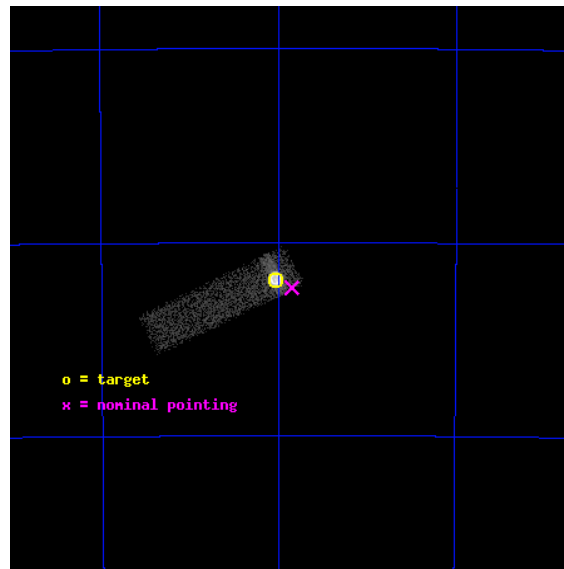 o = target
x = nominal pointing